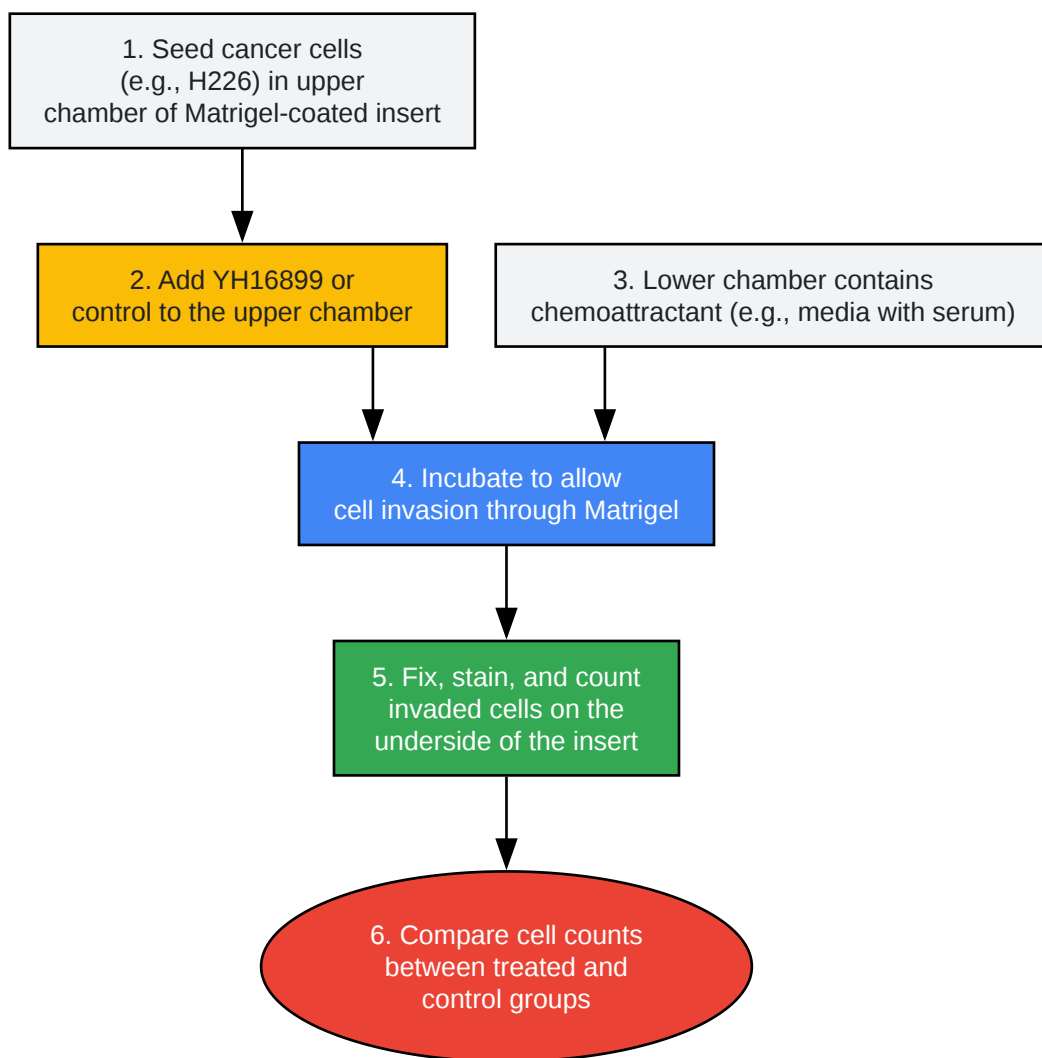 1. Seed cancer cells
(e.g., H226) in upper
chamber of Matrigel-coated insert
2. Add YH16899 or
control to the upper chamber
3. Lower chamber contains
chemoattractant (e.g., media with serum)
4. Incubate to allow
cell invasion through Matrigel
5. Fix, stain, and count
invaded cells on the
underside of the insert
6. Compare cell counts
between treated and
control groups